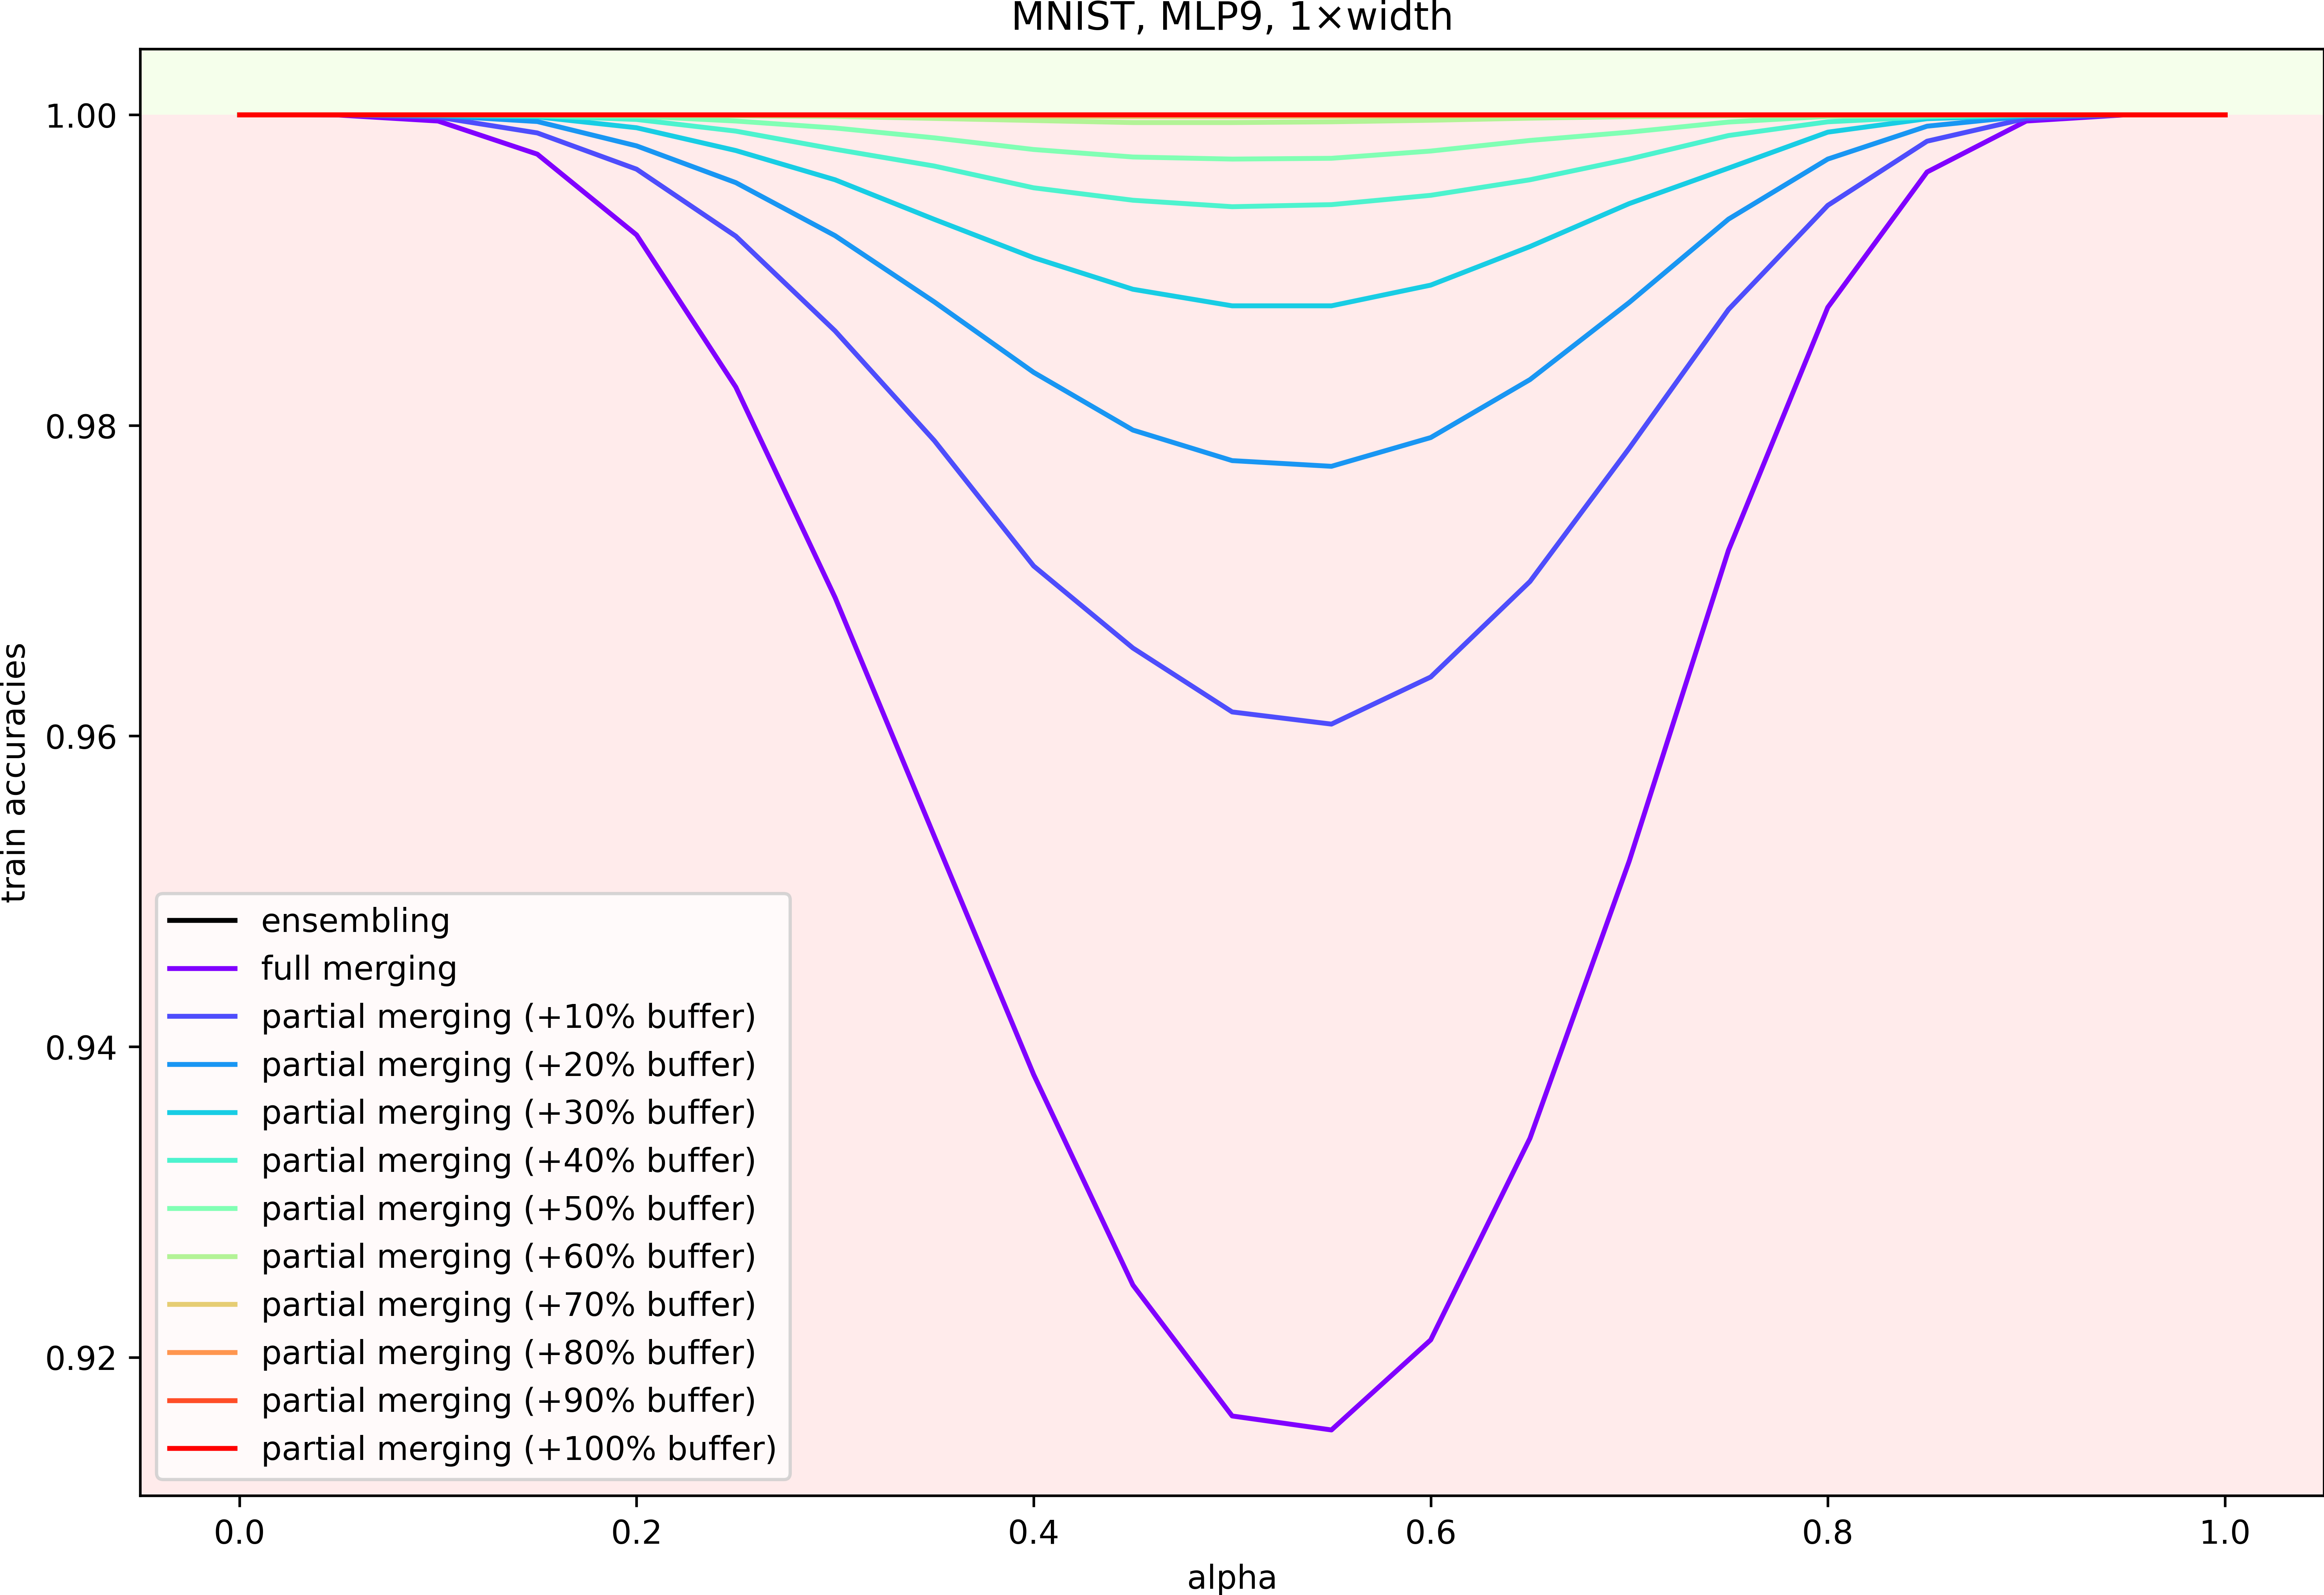 MNIST, MLP9, 1×width
train accuracies
1.00
0.98
0.96
0.94
0.92
ensembling
full merging
partial merging (+10% buffer)
partial merging (+20% buffer)
partial merging (+30% buffer)
partial merging (+40% buffer)
partial merging (+50% buffer)
partial merging (+60% buffer)
partial merging (+70% buffer)
partial merging (+80% buffer)
partial merging (+90% buffer)
partial merging (+100% buffer)
0.0 0.2 0.4 0.6 0.8 1.0
alpha